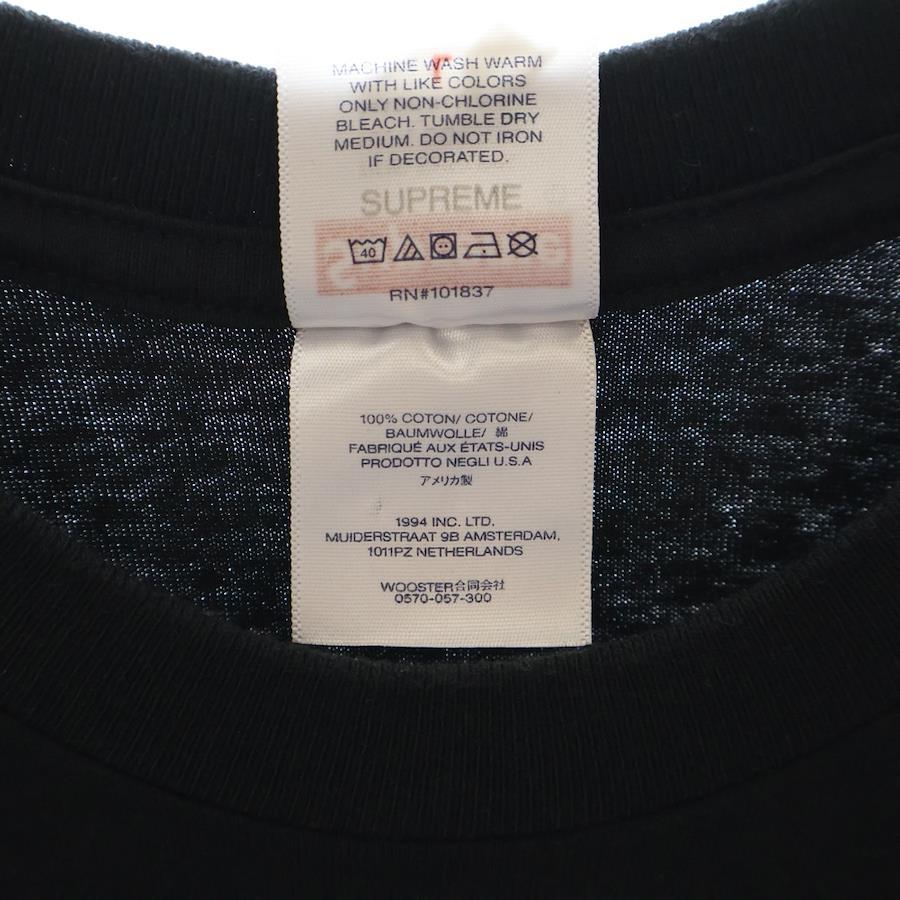 MACHINE WASH WARM
WITH LIKE COLORS
ONLY NON-CHLORINE
BLEACH. TUMBLE DRY
MEDIUM. DO NOT IRON
IF DECORATED.
SUPREME
40
RN#101837
100% COTON/ COTONE/
BAUMWOLLE/ 綿
FABRIQUÉ AUX ÉTATS-UNIS
PRODOTTO NEGLI U.S.A
アメリカ製
1994 INC. LTD.
MUIDERSTRAAT 9B AMSTERDAM,
1011PZ NETHERLANDS
WOOSTER合同会社
0570-057-300